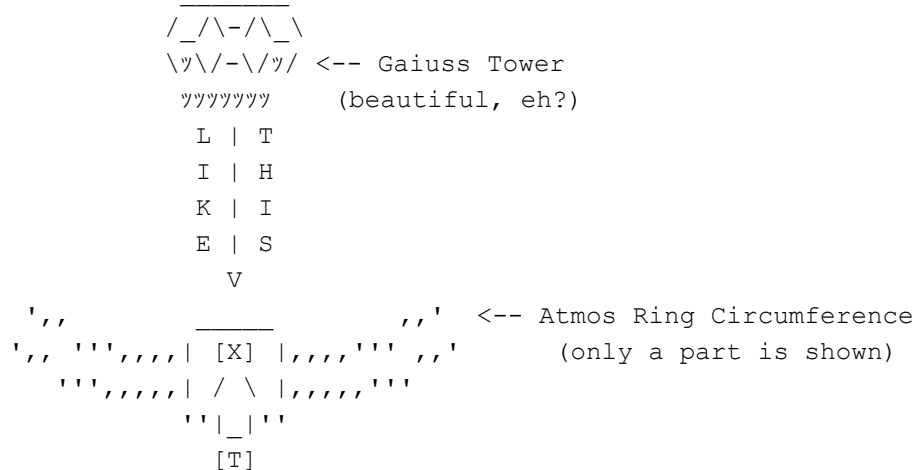 <-- Gaiuss Tower
(beautiful, eh?)
L | T
I | H
K | I
E | S
V
<-- Atmos Ring Circumference
[X]
(only a part is shown)
[T]